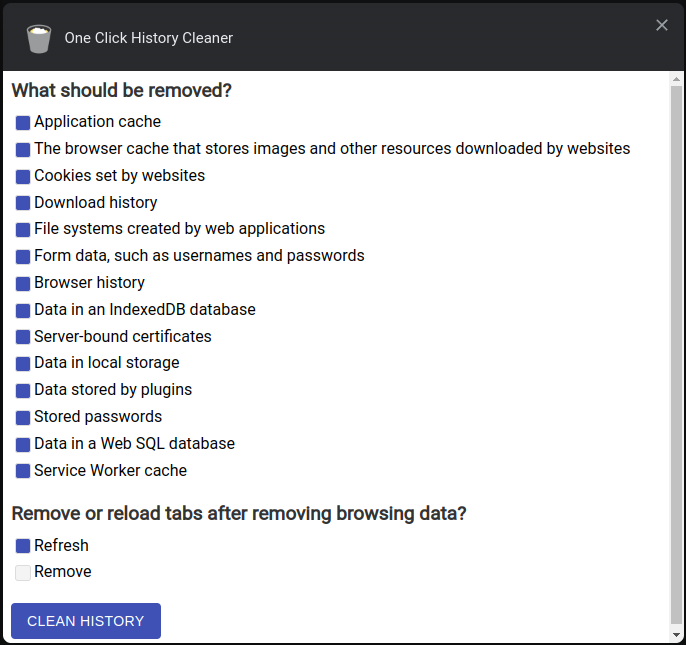 One Click History Cleaner
What should be removed?
Application cache
The browser cache that stores images and other resources downloaded by websites
Cookies set by websites
Download history
File systems created by web applications
Form data, such as usernames and passwords
Browser history
Data in an IndexedDB database
Server-bound certificates
Data in local storage
Data stored by plugins
Stored passwords
Data in a Web SQL database
Service Worker cache
Remove or reload tabs after removing browsing data?
Refresh
Remove
CLEAN HISTORY